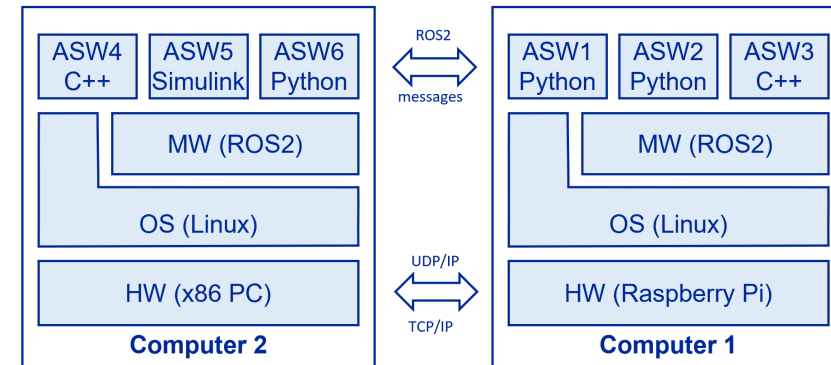 ASW4
C++
ASW5
Simulink
ASW6
Python
MW (ROS2)
OS (Linux)
HW (x86 PC)
Computer 2
ROS2
messages
UDP/IP
TCP/IP
ASW1
Python
ASW2
Python
ASW3
C++
MW (ROS2)
OS (Linux)
HW (Raspberry Pi)
Computer 1